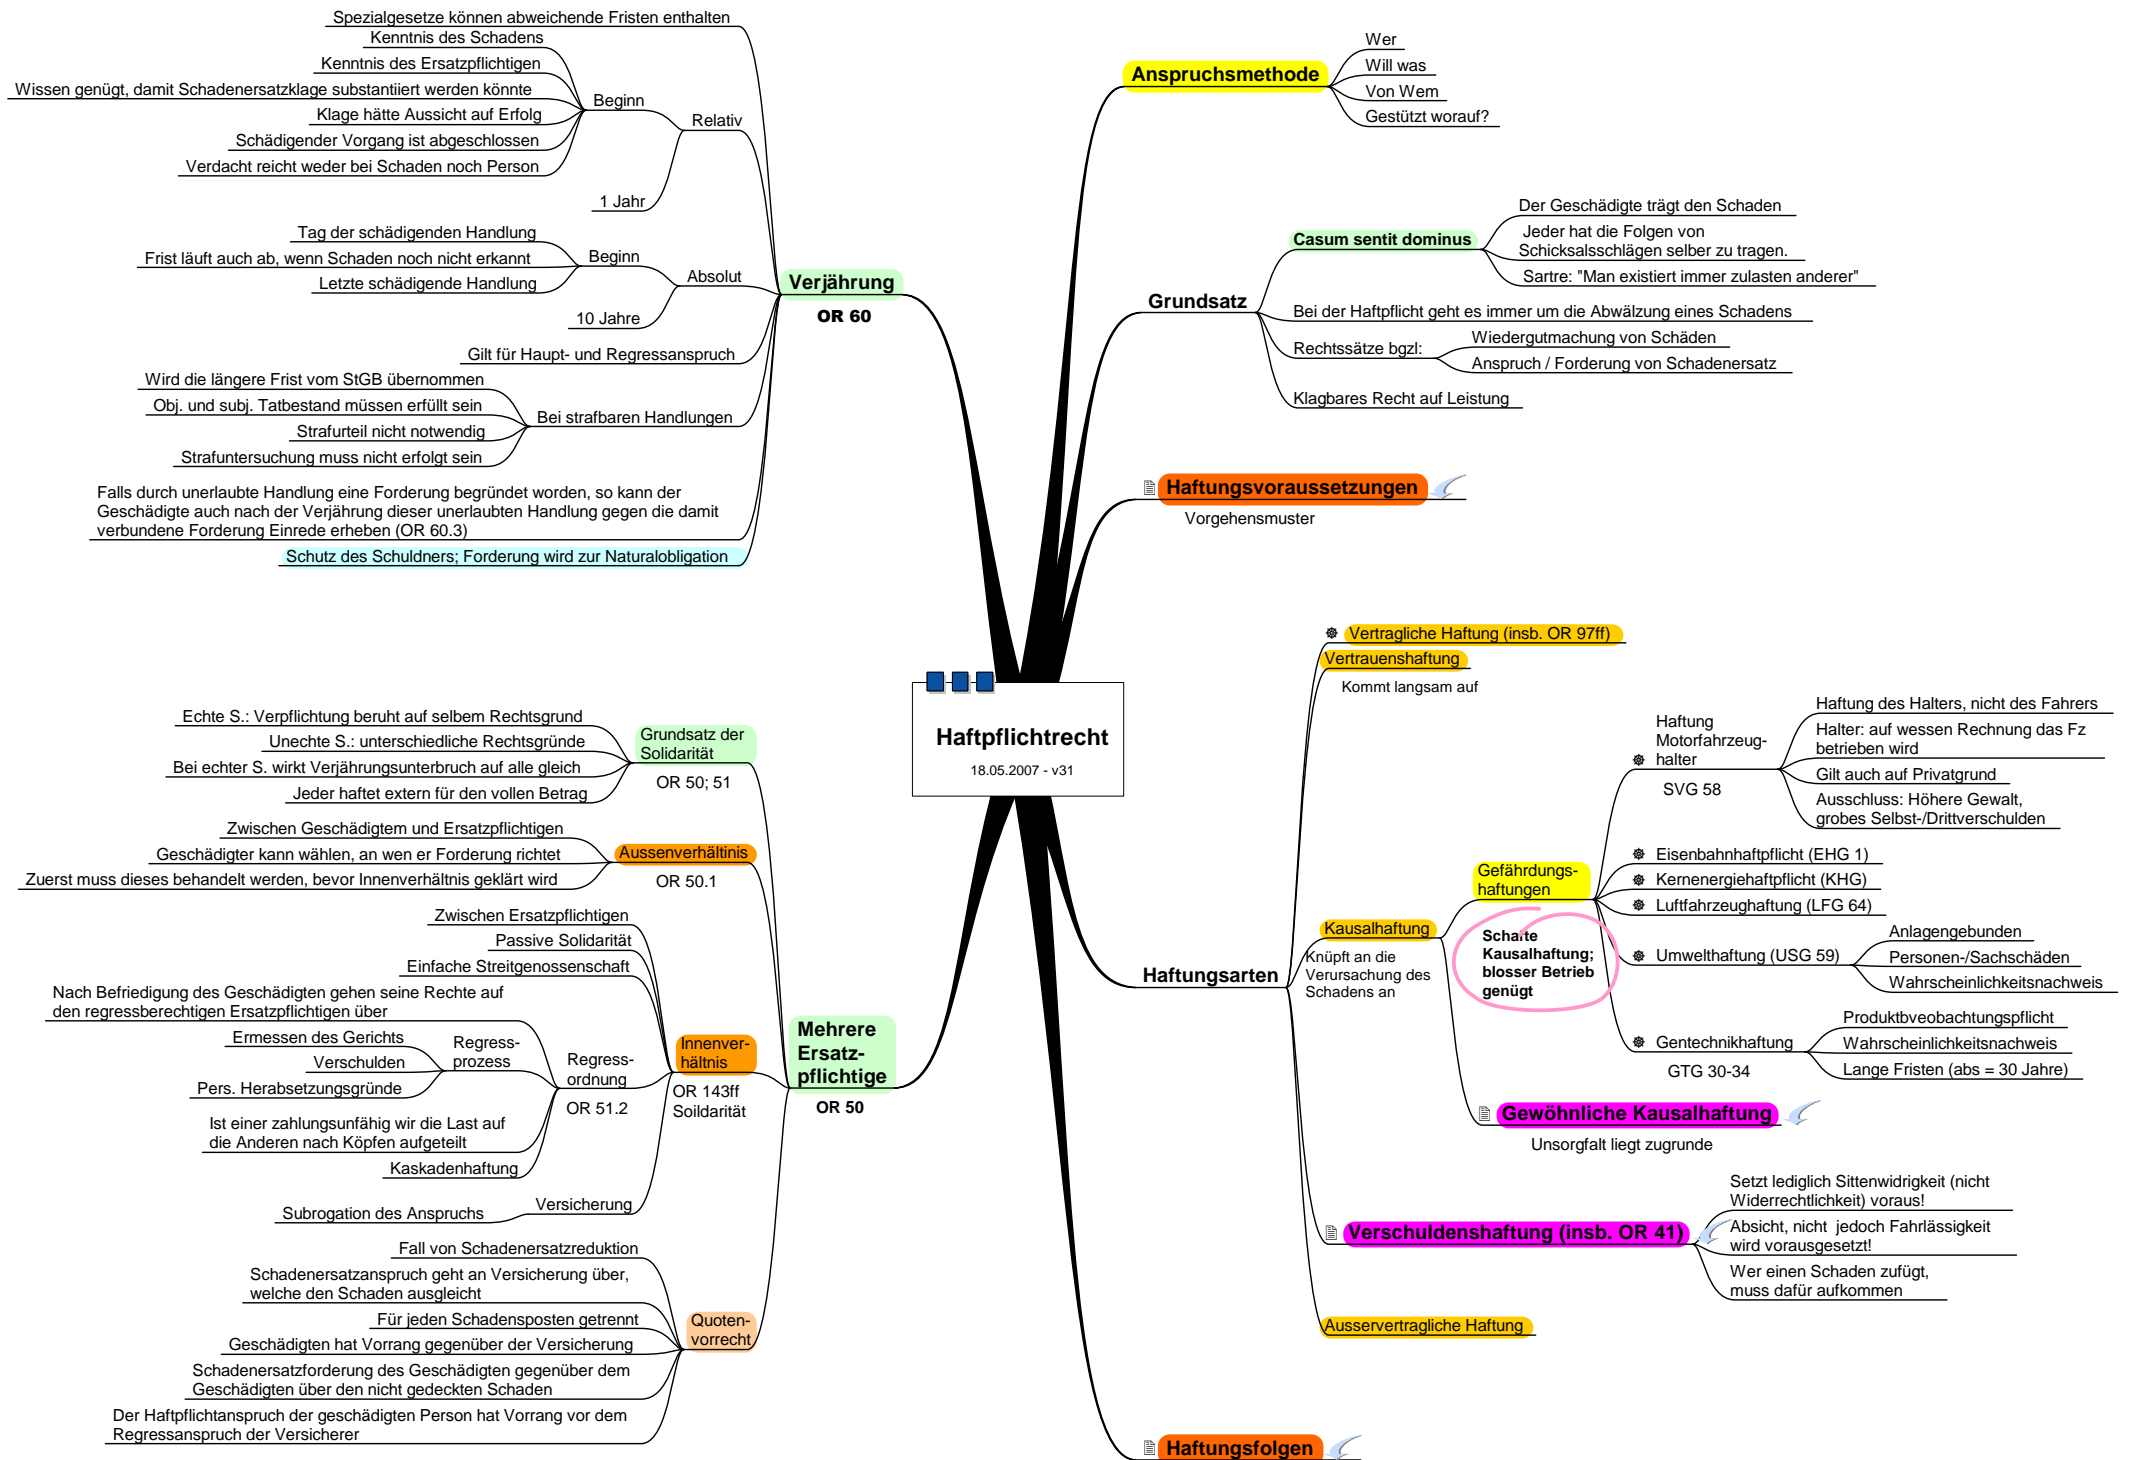 Haftpflichtrecht
18.05.2007 - v31
Anspruchsmethode
Wer
Will was
Von Wem
Gestützt worauf?
Grundsatz
Casum sentit dominus
Der Geschädigte trägt den Schaden
Jeder hat die Folgen von
Schicksalsschlägen selber zu tragen.
Sartre: "Man existiert immer zulasten anderer"
Bei der Haftpflicht geht es immer um die Abwälzung eines Schadens
Rechtssätze bgzl:
Wiedergutmachung von Schäden
Anspruch / Forderung von Schadenersatz
Klagbares Recht auf Leistung
Haftungsvoraussetzungen
Vorgehensmuster
Haftungsarten
Vertragliche Haftung (insb. OR 97ff)
Vertrauenshaftung
Kommt langsam auf
Kausalhaftung
Knüpft an die
Verursachung des
Schadens an
Gefährdungs-
haftungen
Scharfe
Kausalhaftung;
blosser Betrieb
genügt
Haftung
Motorfahrzeug-
halter
SVG 58
Haftung des Halters, nicht des Fahrers
Halter: auf wessen Rechnung das Fz
betrieben wird
Gilt auch auf Privatgrund
Ausschluss: Höhere Gewalt,
grobes Selbst-/Drittverschulden
Eisenbahnhaftpflicht (EHG 1)
Kernenergiehaftpflicht (KHG)
Luftfahrzeughaftung (LFG 64)
Umwelthaftung (USG 59)
Anlagengebunden
Personen-/Sachschäden
Wahrscheinlichkeitsnachweis
Gentechnikhaftung
GTG 30-34
Produktbveobachtungspflicht
Wahrscheinlichkeitsnachweis
Lange Fristen (abs = 30 Jahre)
Gewöhnliche Kausalhaftung
Unsorgfalt liegt zugrunde
Verschuldenshaftung (insb. OR 41)
Setzt lediglich Sittenwidrigkeit (nicht
Widerrechtlichkeit) voraus!
Absicht, nicht jedoch Fahrlässigkeit
wird vorausgesetzt!
Wer einen Schaden zufügt,
muss dafür aufkommen
Ausservertragliche Haftung
Haftungsfolgen
Verjährung
OR 60
Spezialgesetze können abweichende Fristen enthalten
Relativ
Beginn
Kenntnis des Schadens
Kenntnis des Ersatzpflichtigen
Wissen genügt, damit Schadenersatzklage substantiiert werden könnte
Klage hätte Aussicht auf Erfolg
Schädigender Vorgang ist abgeschlossen
Verdacht reicht weder bei Schaden noch Person
1 Jahr
Absolut
Beginn
Tag der schädigenden Handlung
Frist läuft auch ab, wenn Schaden noch nicht erkannt
Letzte schädigende Handlung
10 Jahre
Gilt für Haupt- und Regressanspruch
Bei strafbaren Handlungen
Wird die längere Frist vom StGB übernommen
Obj. und subj. Tatbestand müssen erfüllt sein
Strafurteil nicht notwendig
Strafuntersuchung muss nicht erfolgt sein
Falls durch unerlaubte Handlung eine Forderung begründet worden, so kann der
Geschädigte auch nach der Verjährung dieser unerlaubten Handlung gegen die damit
verbundene Forderung Einrede erheben (OR 60.3)
Schutz des Schuldners; Forderung wird zur Naturalobligation
Mehrere
Ersatz-
pflichtige
OR 50
Grundsatz der
Solidarität
OR 50; 51
Echte S.: Verpflichtung beruht auf selbem Rechtsgrund
Unechte S.: unterschiedliche Rechtsgründe
Bei echter S. wirkt Verjährungsunterbruch auf alle gleich
Jeder haftet extern für den vollen Betrag
Aussenverhältinis
OR 50.1
Zwischen Geschädigtem und Ersatzpflichtigen
Geschädigter kann wählen, an wen er Forderung richtet
Zuerst muss dieses behandelt werden, bevor Innenverhältnis geklärt wird
Innenver-
hältnis
OR 143ff
Soildarität
Zwischen Ersatzpflichtigen
Passive Solidarität
Einfache Streitgenossenschaft
Regress-
ordnung
OR 51.2
Nach Befriedigung des Geschädigten gehen seine Rechte auf
den regressberechtigen Ersatzpflichtigen über
Regress-
prozess
Ermessen des Gerichts
Verschulden
Pers. Herabsetzungsgründe
Ist einer zahlungsunfähig wir die Last auf
die Anderen nach Köpfen aufgeteilt
Kaskadenhaftung
Versicherung
Subrogation des Anspruchs
Quoten-
vorrecht
Fall von Schadenersatzreduktion
Schadenersatzanspruch geht an Versicherung über,
welche den Schaden ausgleicht
Für jeden Schadensposten getrennt
Geschädigten hat Vorrang gegenüber der Versicherung
Schadenersatzforderung des Geschädigten gegenüber dem
Geschädigten über den nicht gedeckten Schaden
Der Haftpflichtanspruch der geschädigten Person hat Vorrang vor dem
Regressanspruch der Versicherer